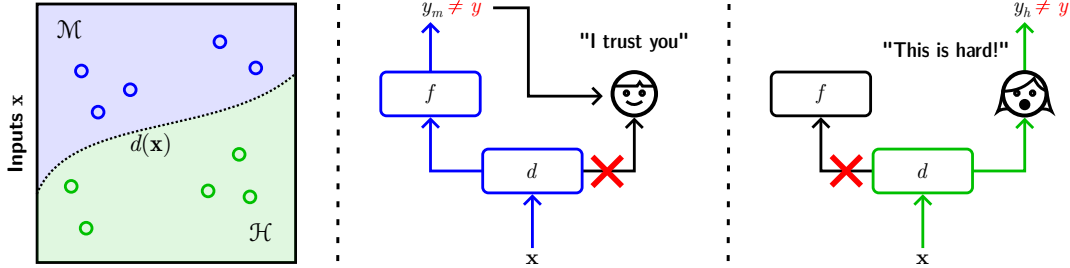 Inputs x
ℳ
d(x)
ℋ
y_m ≠ y
"I trust you"
f
d
x
y_h ≠ y
"This is hard!"
f
d
x